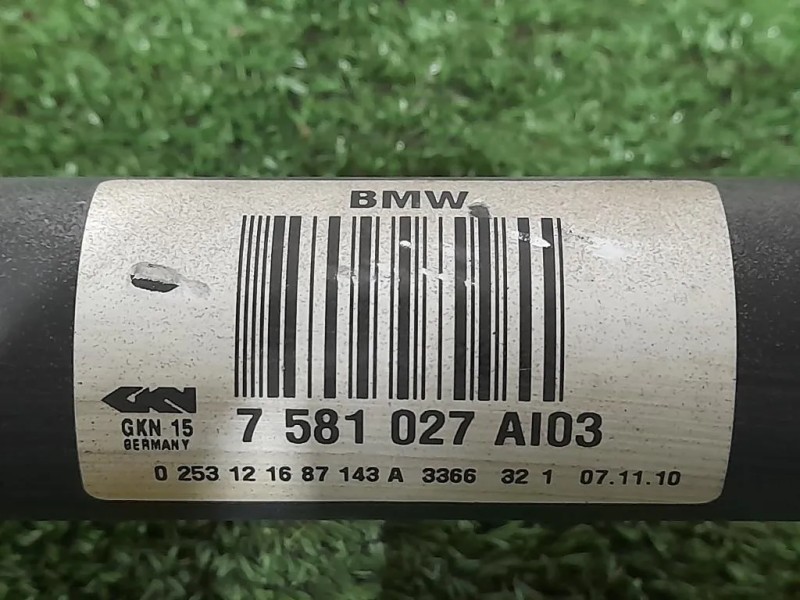 BMW
GKN
GKN 15
GERMANY
7 581 027 AI03
0 253 12 16 87 143 A 3366 32 1 07.11.10